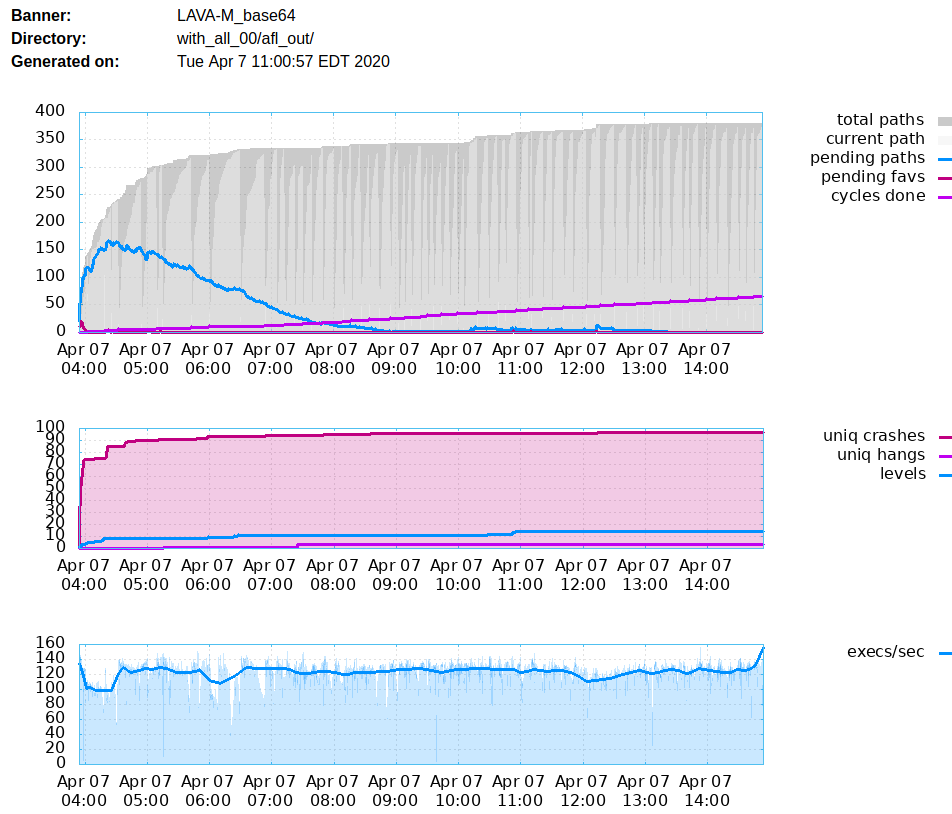 Banner: LAVA-M_base64
Directory: with_all_00/afl_out/
Generated on: Tue Apr 7 11:00:57 EDT 2020
400
350
300
250
200
150
100
50
0
Apr 07 Apr 07 Apr 07 Apr 07 Apr 07 Apr 07 Apr 07 Apr 07 Apr 07 Apr 07 Apr 07
04:00 05:00 06:00 07:00 08:00 09:00 10:00 11:00 12:00 13:00 14:00
total paths
current path
pending paths
pending favs
cycles done
100
90
80
70
60
50
40
30
20
10
0
Apr 07 Apr 07 Apr 07 Apr 07 Apr 07 Apr 07 Apr 07 Apr 07 Apr 07 Apr 07 Apr 07
04:00 05:00 06:00 07:00 08:00 09:00 10:00 11:00 12:00 13:00 14:00
uniq crashes
uniq hangs
levels
160
140
120
100
80
60
40
20
0
Apr 07 Apr 07 Apr 07 Apr 07 Apr 07 Apr 07 Apr 07 Apr 07 Apr 07 Apr 07 Apr 07
04:00 05:00 06:00 07:00 08:00 09:00 10:00 11:00 12:00 13:00 14:00
execs/sec